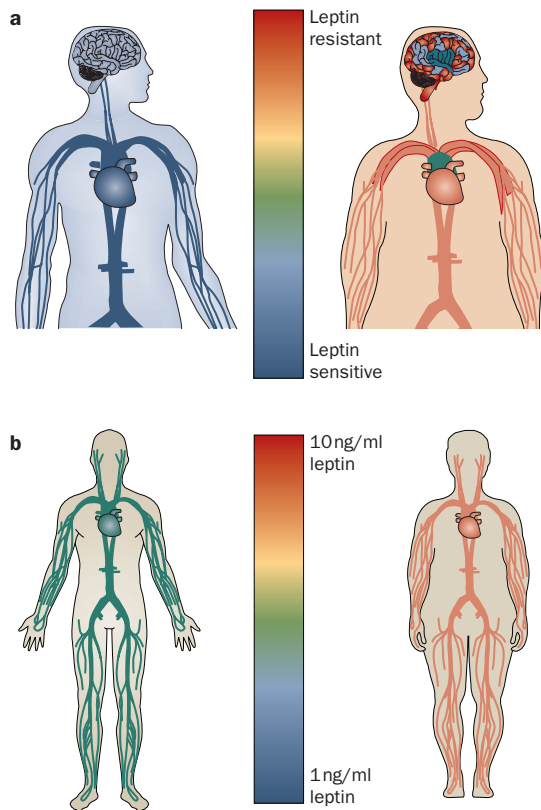 a
Leptin
resistant
Leptin
sensitive
b
10 ng/ml
leptin
1 ng/ml
leptin